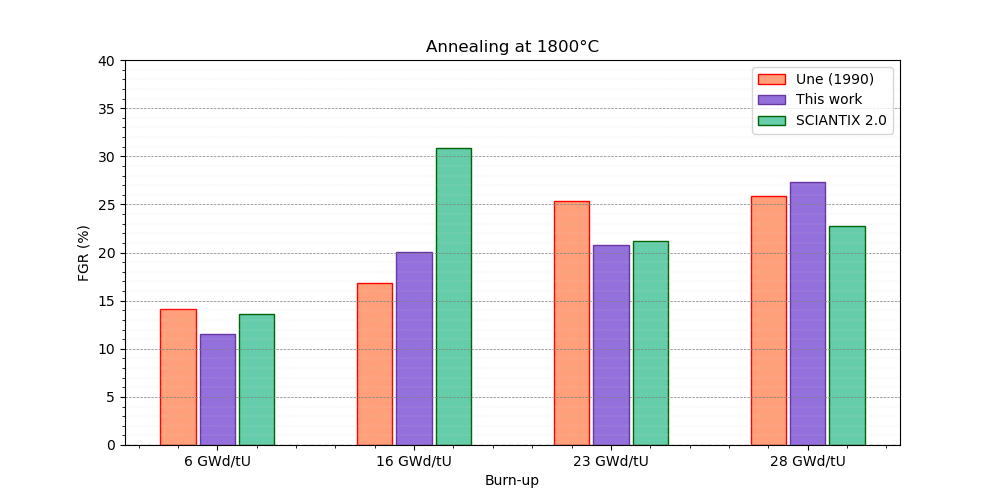 Annealing at 1800°C
40
35
30
25
20
15
10
5
0
FGR (%)
Une (1990)
This work
SCIANTIX 2.0
6 GWd/tU
16 GWd/tU
23 GWd/tU
28 GWd/tU
Burn-up